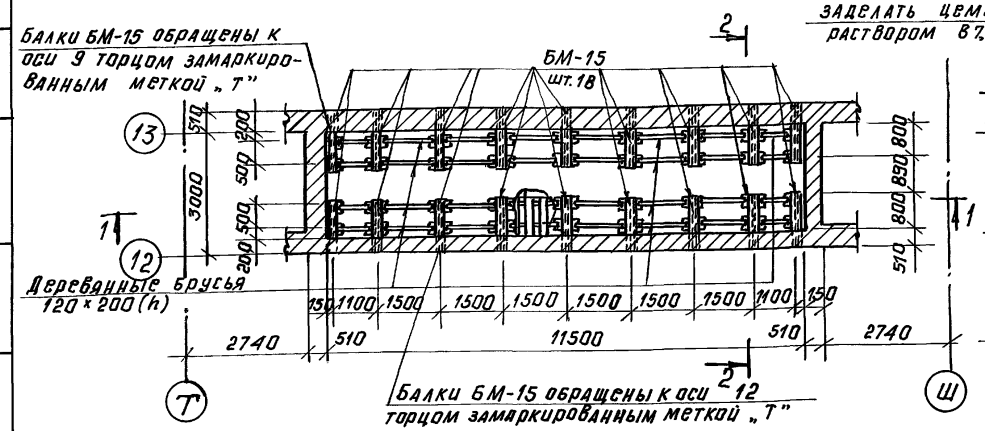 ЗАДЕЛАТЬ
РАСТВОРОМ
2
БАЛКИ БМ-15 ОБРАЩЕНЫ К
ОСИ 9 ТОРЦОМ ЗАМАРКИРО-
ВАННЫМ МЕТКОЙ „Т"
БМ-15
ШТ. 18
13
510
200
500
3000
500
200
800
890
800
510
1
1
12
ДЕРЕВЯННЫЕ БРУСЬЯ
120×200(h)
150 1100 1500 1500 1500 1500 1500 1500 1100 150
2740 510 11500 510 2740
2
Т
Ш
БАЛКИ БМ-15 ОБРАЩЕНЫ К ОСИ 12
ТОРЦОМ ЗАМАРКИРОВАННЫМ МЕТКОЙ „Т"